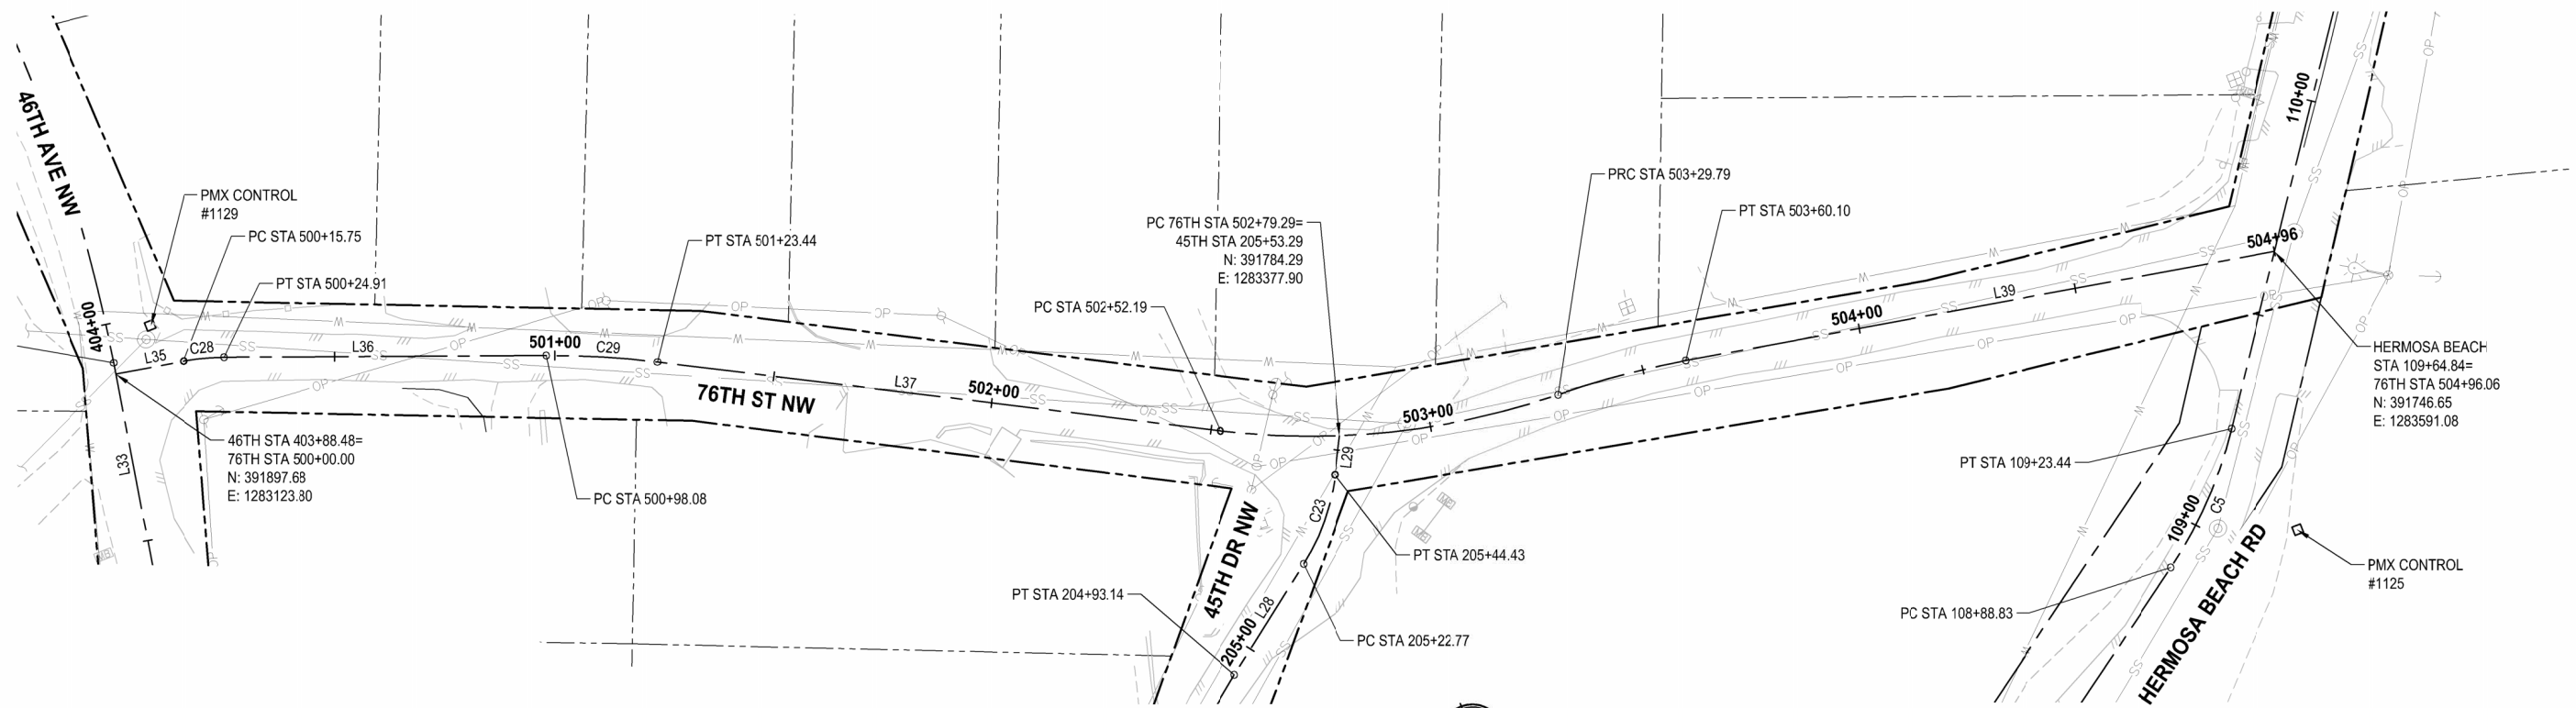 46TH AVE NW
PMX CONTROL
#1129
PC STA 500+15.75
PT STA 500+24.91
404+00
L35
C28
L36
501+00
C29
PT STA 501+23.44
L37
502+00
76TH ST NW
L33
46TH STA 403+88.48=
76TH STA 500+00.00
N: 391897.68
E: 1283123.80
PC STA 500+98.08
PC 76TH STA 502+79.29=
45TH STA 205+53.29
N: 391784.29
E: 1283377.90
PC STA 502+52.19
PRC STA 503+29.79
PT STA 503+60.10
503+00
504+00
L39
504+96
110+00
HERMOSA BEACH
STA 109+64.84=
76TH STA 504+96.06
N: 391746.65
E: 1283591.08
L29
C23
45TH DR NW
PT STA 205+44.43
PT STA 204+93.14
205+00
L28
PC STA 205+22.77
PT STA 109+23.44
109+00
C5
PC STA 108+88.83
HERMOSA BEACH RD
PMX CONTROL
#1125